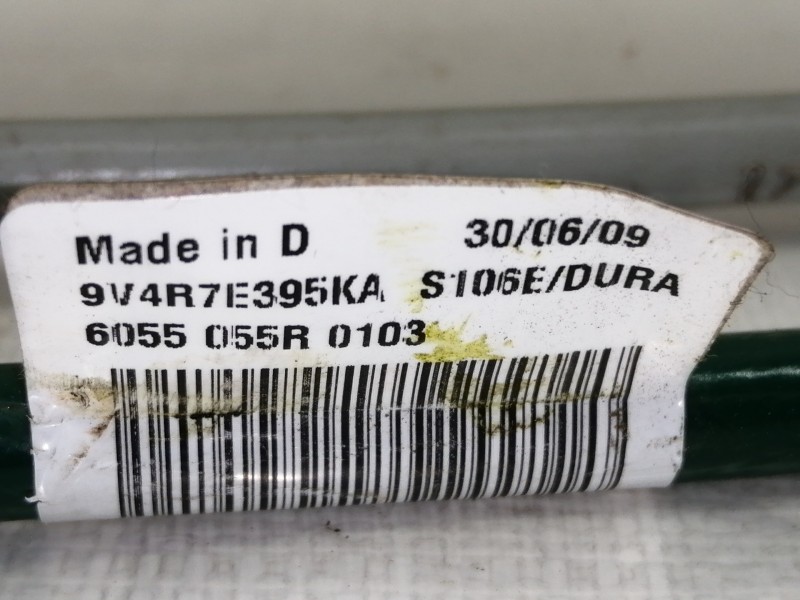 Made in D 30/06/09
9V4R7E395KA S106E/DURA
6055 055R 0103